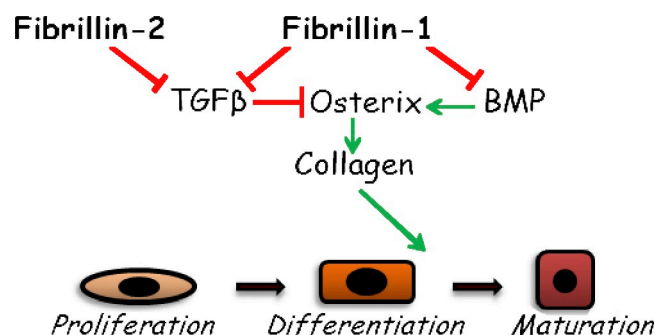 Fibrillin-2 Fibrillin-1
TGFβ Osterix BMP
Collagen
Proliferation Differentiation Maturation